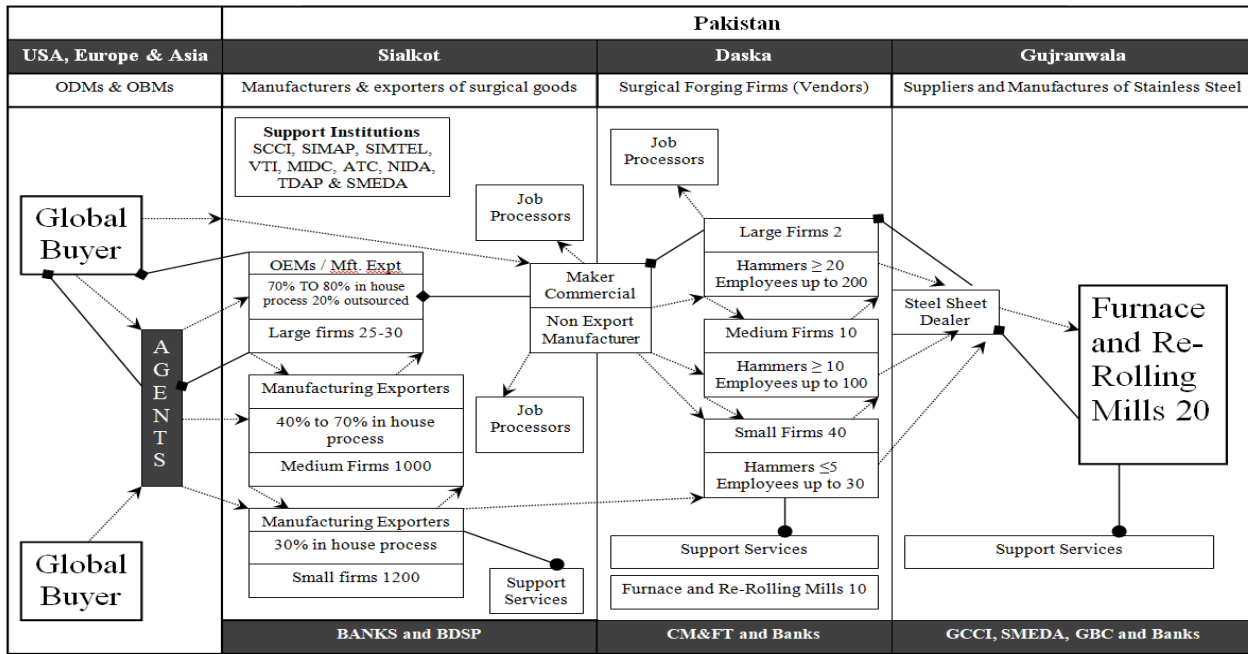 Pakistan
USA, Europe & Asia
Sialkot
Daska
Gujranwala
ODMs & OBMs
Manufacturers & exporters of surgical goods
Surgical Forging Firms (Vendors)
Suppliers and Manufactures of Stainless Steel
Support Institutions
SCCI, SIMAP, SIMTEL,
VTI, MIDC, ATC, NIDA,
TDAP & SMEDA
Global
Buyer
AGENTS
Global
Buyer
OEMs / Mft. Expt
70% TO 80% in house
process 20% outsourced
Large firms 25-30
Manufacturing Exporters
40% to 70% in house
process
Medium Firms 1000
Manufacturing Exporters
30% in house process
Small firms 1200
Job
Processors
Maker
Commercial
Non Export
Manufacturer
Job
Processors
Support
Services
Job
Processors
Large Firms 2
Hammers ≥ 20
Employees up to 200
Medium Firms 10
Hammers ≥ 10
Employees up to 100
Small Firms 40
Hammers ≤5
Employees up to 30
Support Services
Furnace and Re-Rolling Mills 10
Steel Sheet
Dealer
Furnace
and Re-
Rolling
Mills 20
Support Services
BANKS and BDSP
CM&FT and Banks
GCCI, SMEDA, GBC and Banks